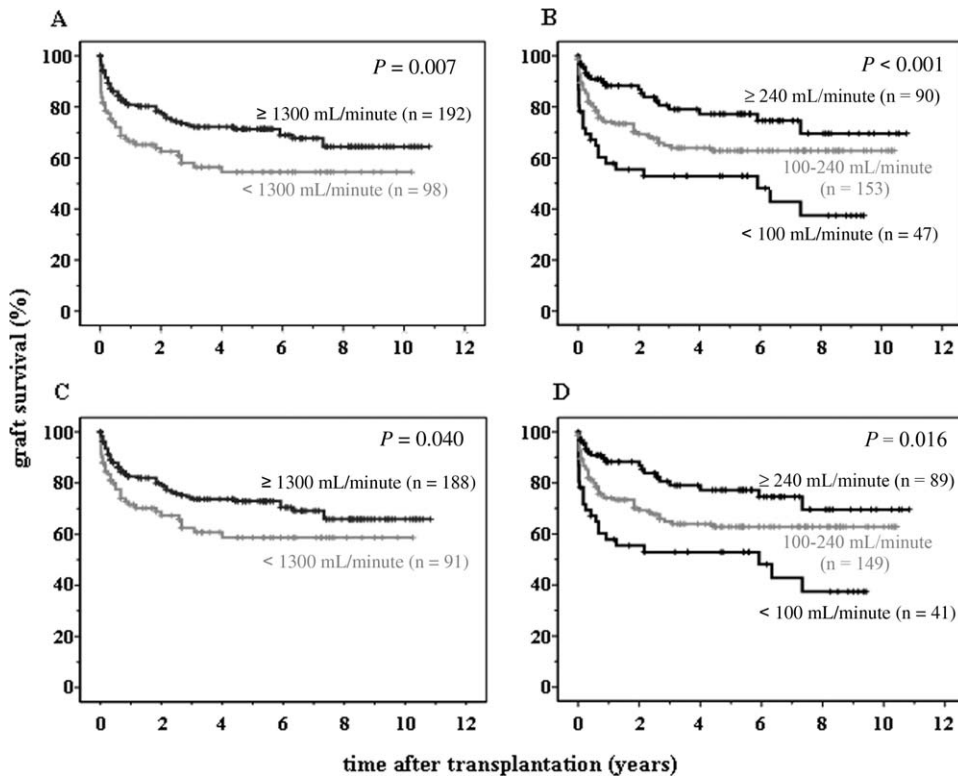 A
P = 0.007
100
80
60
40
20
0
≥ 1300 mL/minute (n = 192)
< 1300 mL/minute (n = 98)
0 2 4 6 8 10 12
B
P < 0.001
100
80
60
40
20
0
≥ 240 mL/minute (n = 90)
100-240 mL/minute
(n = 153)
< 100 mL/minute (n = 47)
0 2 4 6 8 10 12
graft survival (%)
C
P = 0.040
100
80
60
40
20
0
≥ 1300 mL/minute (n = 188)
< 1300 mL/minute (n = 91)
0 2 4 6 8 10 12
D
P = 0.016
100
80
60
40
20
0
≥ 240 mL/minute (n = 89)
100-240 mL/minute
(n = 149)
< 100 mL/minute (n = 41)
0 2 4 6 8 10 12
time after transplantation (years)